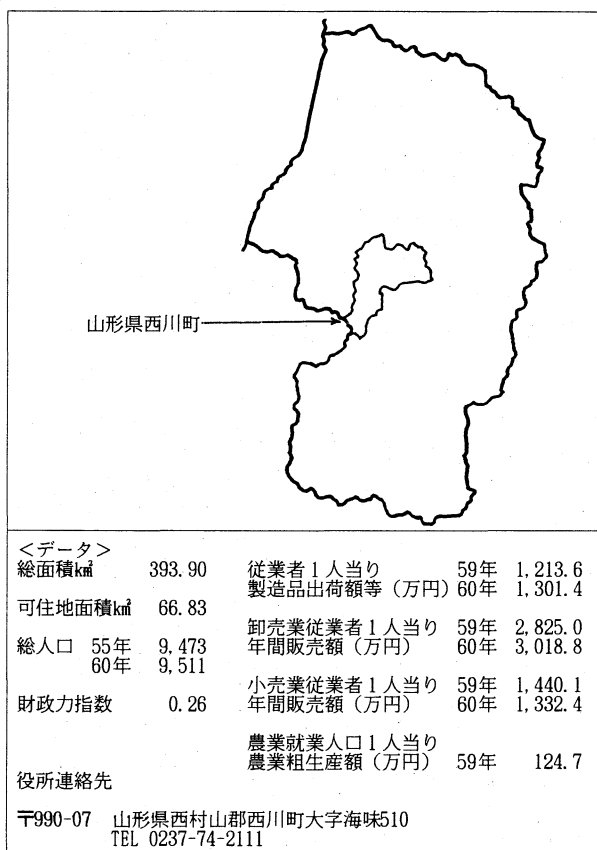 山形県西川町
＜データ＞
総面積k㎡ 393.90
可住地面積k㎡ 66.83
総人口 55年 9,473
60年 9,511
財政力指数 0.26
従業者１人当り 59年 1,213.6
製造品出荷額等（万円）60年 1,301.4
卸売業従業者１人当り 59年 2,825.0
年間販売額（万円） 60年 3,018.8
小売業従業者１人当り 59年 1,440.1
年間販売額（万円） 60年 1,332.4
農業就業人口１人当り
農業粗生産額（万円） 59年 124.7
役所連絡先
〒990-07 山形県西村山郡西川町大字海味510
TEL 0237-74-2111